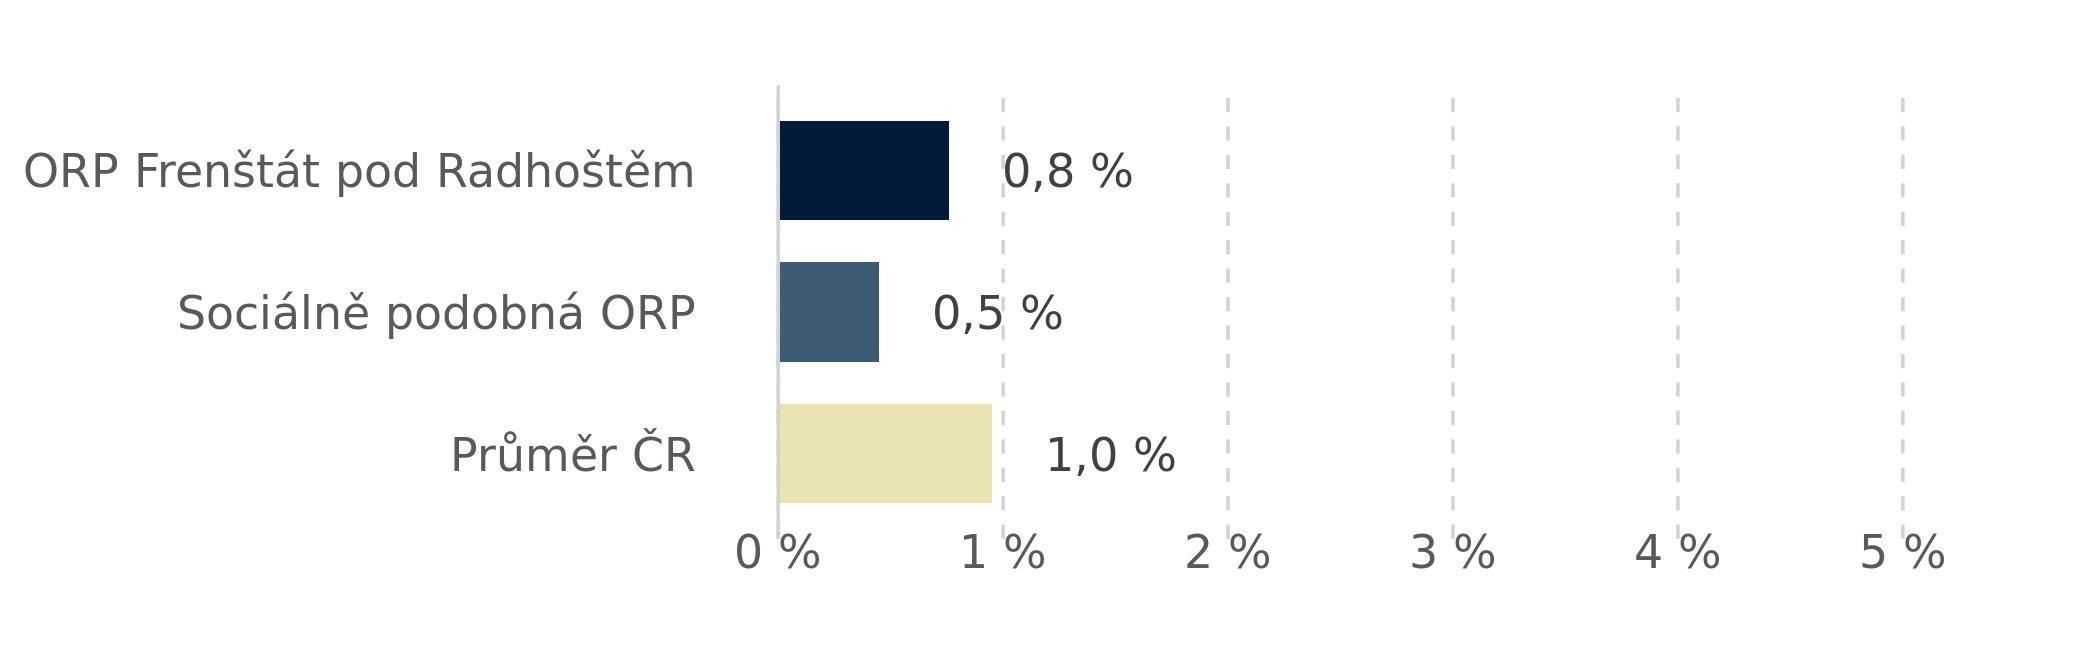 ORP Frenštát pod Radhoštěm 0,8 %
Sociálně podobná ORP 0,5 %
Průměr ČR 1,0 %
0 % 1 % 2 % 3 % 4 % 5 %